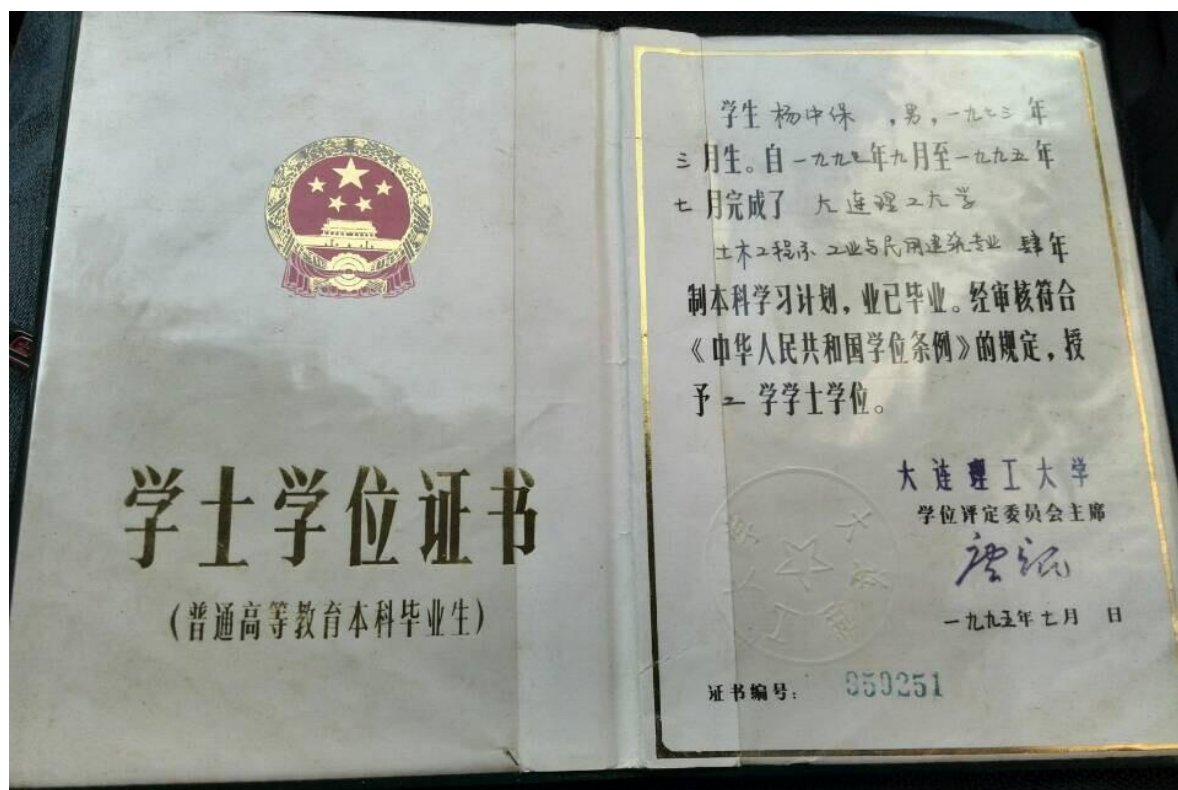 学士学位证书
(普通高等教育本科毕业生)
学生 杨中保 ,男,一九七三年
三月生。自一九九 年九月至一九九五年
七月完成了 大连理工大学
土木工程系 工业与民用建筑专业 肆年
制本科学习计划,业已毕业。经审核符合
《中华人民共和国学位条例》的规定,授
予 工 学学士学位。
大连理工大学
学位评定委员会主席
一九九五年七月 日
证书编号: 959251